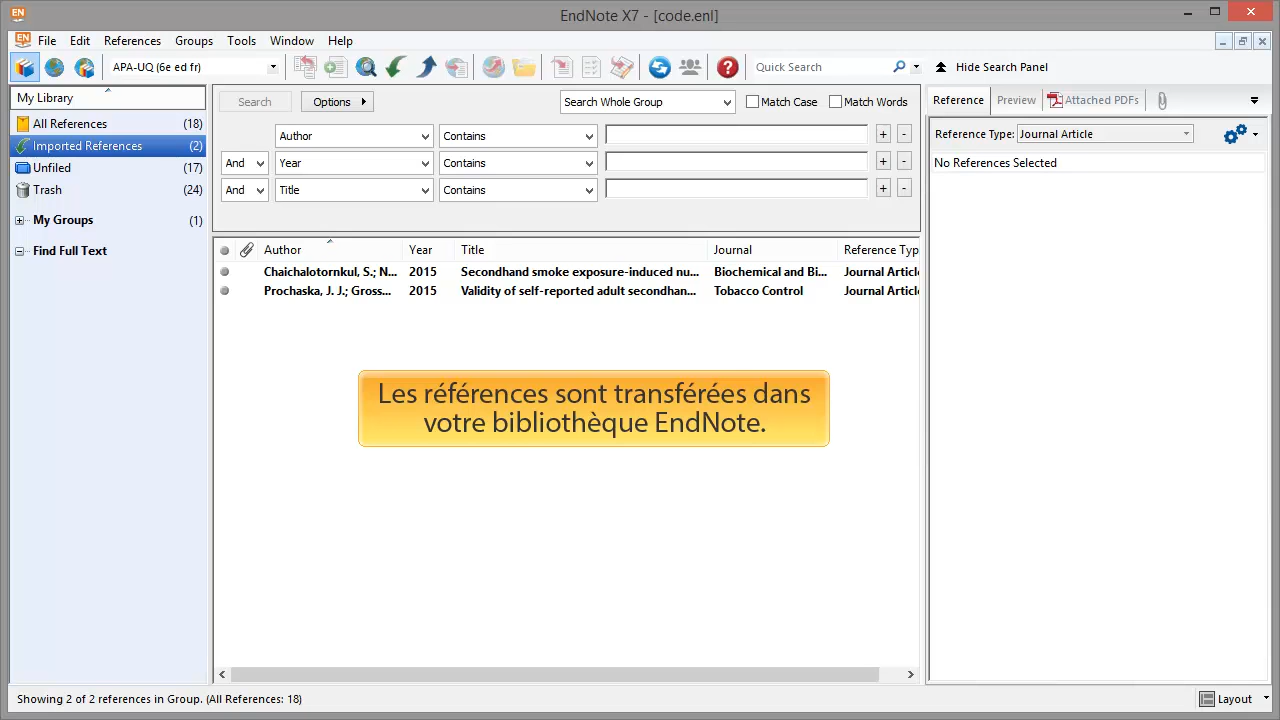 EndNote X7 - [code.enl]
File Edit References Groups Tools Window Help
APA-UQ (6e ed fr) Quick Search Hide Search Panel
My Library
All References (18)
Imported References (2)
Unfiled (17)
Trash (24)
My Groups (1)
Find Full Text
Search Options Search Whole Group Match Case Match Words
Author Contains + -
And Year Contains + -
And Title Contains + -
Author Year Title Journal Reference Typ
Chaichalotornkul, S.; N... 2015 Secondhand smoke exposure-induced nu... Biochemical and Bi... Journal Article
Prochaska, J. J.; Gross... 2015 Validity of self-reported adult secondhan... Tobacco Control Journal Article
Les références sont transférées dans
votre bibliothèque EndNote.
Reference Preview Attached PDFs
Reference Type: Journal Article
No References Selected
Showing 2 of 2 references in Group. (All References: 18)
Layout